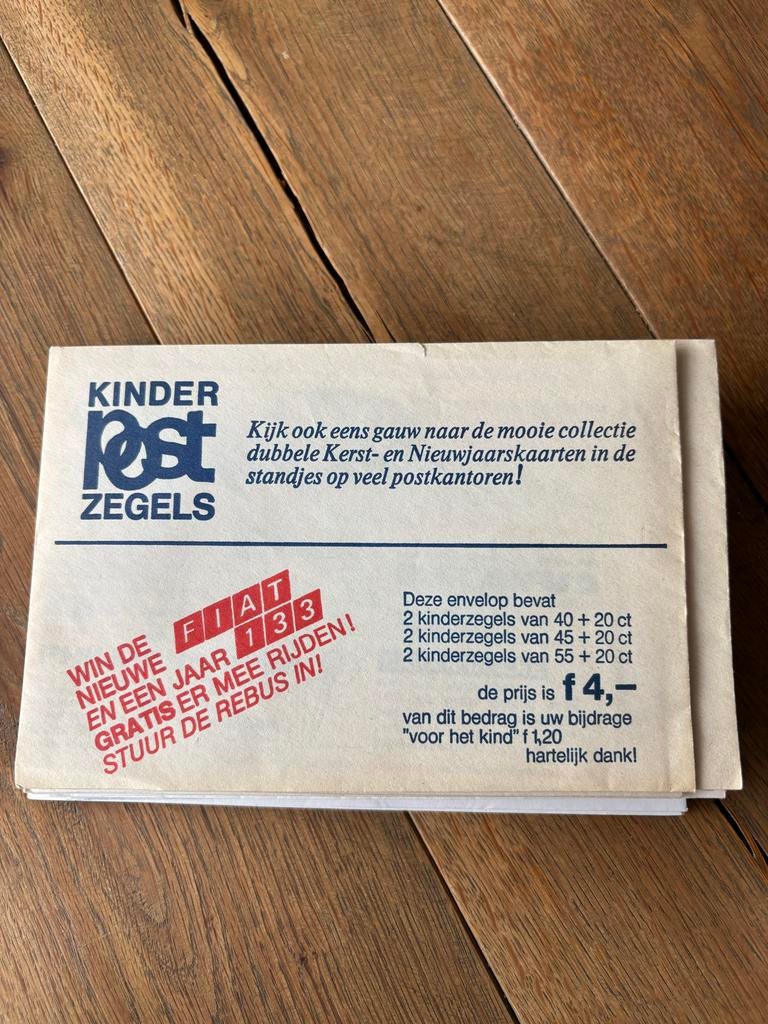 KINDER
post
ZEGELS
Kijk ook eens gauw naar de mooie collectie
dubbele Kerst- en Nieuwjaarskaarten in de
standjes op veel postkantoren!
WIN DE
NIEUWE FIAT 133
EN EEN JAAR
GRATIS ER MEE RIJDEN!
STUUR DE REBUS IN!
Deze envelop bevat
2 kinderzegels van 40 + 20 ct
2 kinderzegels van 45 + 20 ct
2 kinderzegels van 55 + 20 ct
de prijs is f 4,–
van dit bedrag is uw bijdrage
"voor het kind" f 1,20
hartelijk dank!